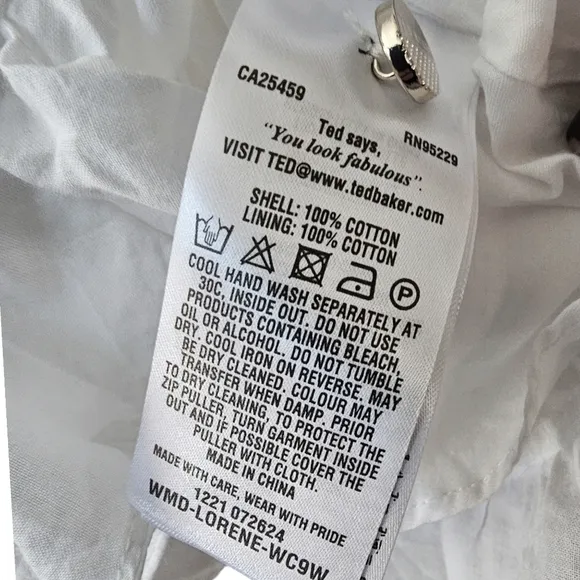 CA25459 RN95229
Ted says,
"You look fabulous".
VISIT TED@www.tedbaker.com
SHELL: 100% COTTON
LINING: 100% COTTON
P
COOL HAND WASH SEPARATELY AT
30C, INSIDE OUT. DO NOT USE
PRODUCTS CONTAINING BLEACH,
OIL OR ALCOHOL. DO NOT TUMBLE
DRY. COOL IRON ON REVERSE. MAY
BE DRY CLEANED. COLOUR MAY
TRANSFER WHEN DAMP. PRIOR
TO DRY CLEANING, TO PROTECT THE
ZIP PULLER, TURN GARMENT INSIDE
OUT AND IF POSSIBLE COVER THE
PULLER WITH CLOTH.
MADE IN CHINA
MADE WITH CARE, WEAR WITH PRIDE
1221 072624
WMD-LORENE-WC9W